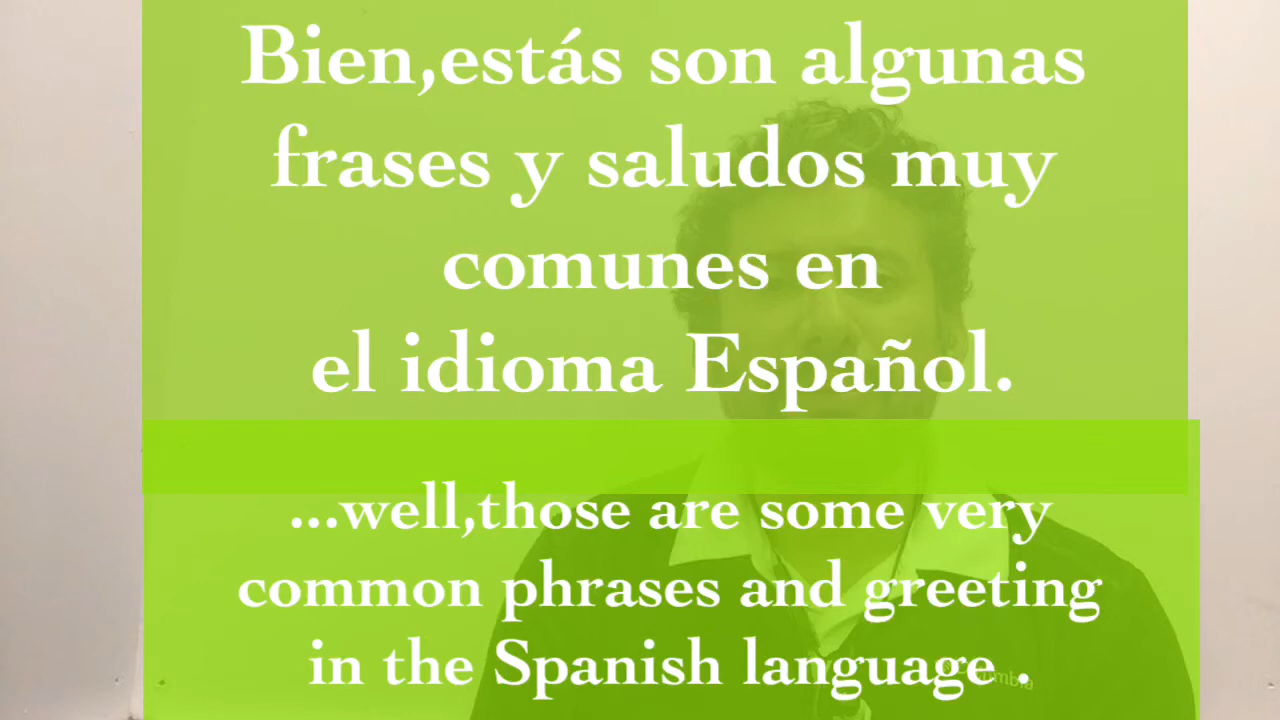 Bien,estás son algunas
frases y saludos muy
comunes en
el idioma Español.
...well,those are some very
common phrases and greeting
in the Spanish language .
Columbia